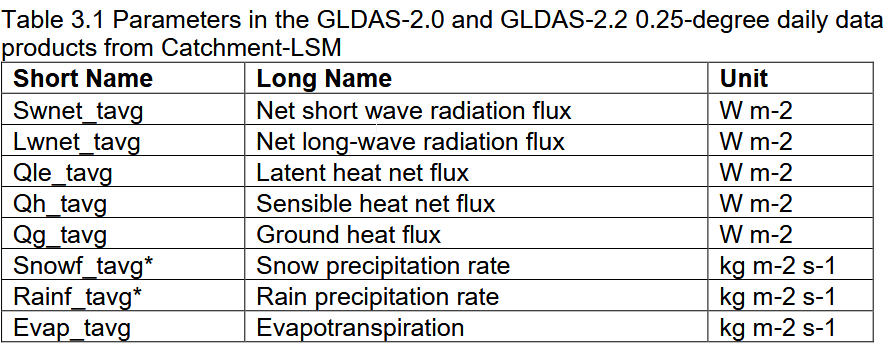 Table 3.1 Parameters in the GLDAS-2.0 and GLDAS-2.2 0.25-degree daily data
products from Catchment-LSM
Short Name Long Name Unit
Swnet_tavg Net short wave radiation flux W m-2
Lwnet_tavg Net long-wave radiation flux W m-2
Qle_tavg Latent heat net flux W m-2
Qh_tavg Sensible heat net flux W m-2
Qg_tavg Ground heat flux W m-2
Snowf_tavg* Snow precipitation rate kg m-2 s-1
Rainf_tavg* Rain precipitation rate kg m-2 s-1
Evap_tavg Evapotranspiration kg m-2 s-1